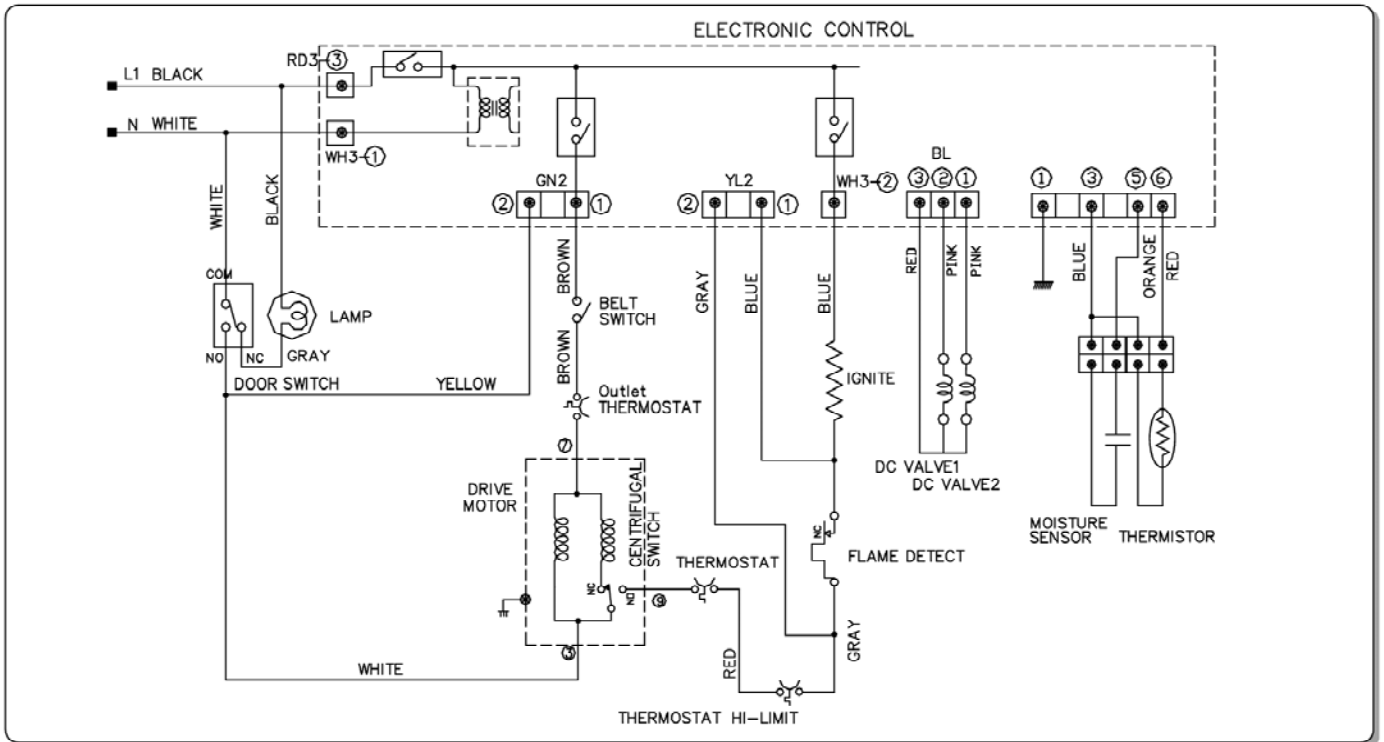 ELECTRONIC CONTROL
RD3-③
L1 BLACK
N WHITE
WH3-①
WHITE
BLACK
BL
GN2
YL2
WH3-②
③ ② ①
① ③ ⑤ ⑥
② ①
② ①
COM
NO
NC
LAMP
GRAY
DOOR SWITCH
YELLOW
BROWN
BELT
SWITCH
BROWN
Outlet
THERMOSTAT
GRAY
BLUE
BLUE
IGNITE
RED
PINK
PINK
DC VALVE1
DC VALVE2
BLUE
ORANGE
RED
MOISTURE
SENSOR
THERMISTOR
⑦
DRIVE
MOTOR
CENTRIFUGAL
SWITCH
NC
NO
⑨
③
THERMOSTAT
NC
FLAME DETECT
GRAY
RED
WHITE
THERMOSTAT HI-LIMIT